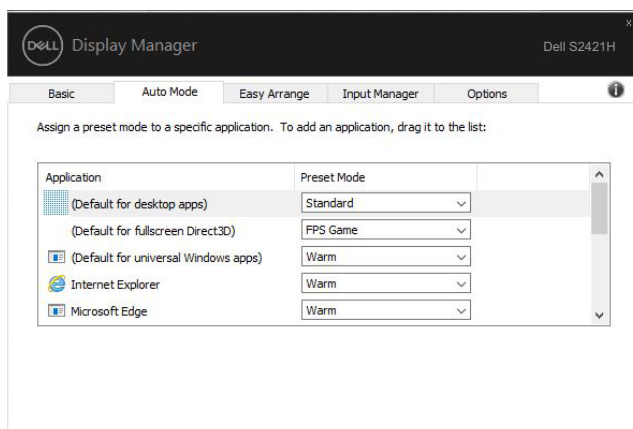 DELL Display Manager
x
Dell S2421H
Basic Auto Mode Easy Arrange Input Manager Options
i
Assign a preset mode to a specific application. To add an application, drag it to the list:
Application Preset Mode
(Default for desktop apps) Standard
(Default for fullscreen Direct3D) FPS Game
(Default for universal Windows apps) Warm
Internet Explorer Warm
Microsoft Edge Warm